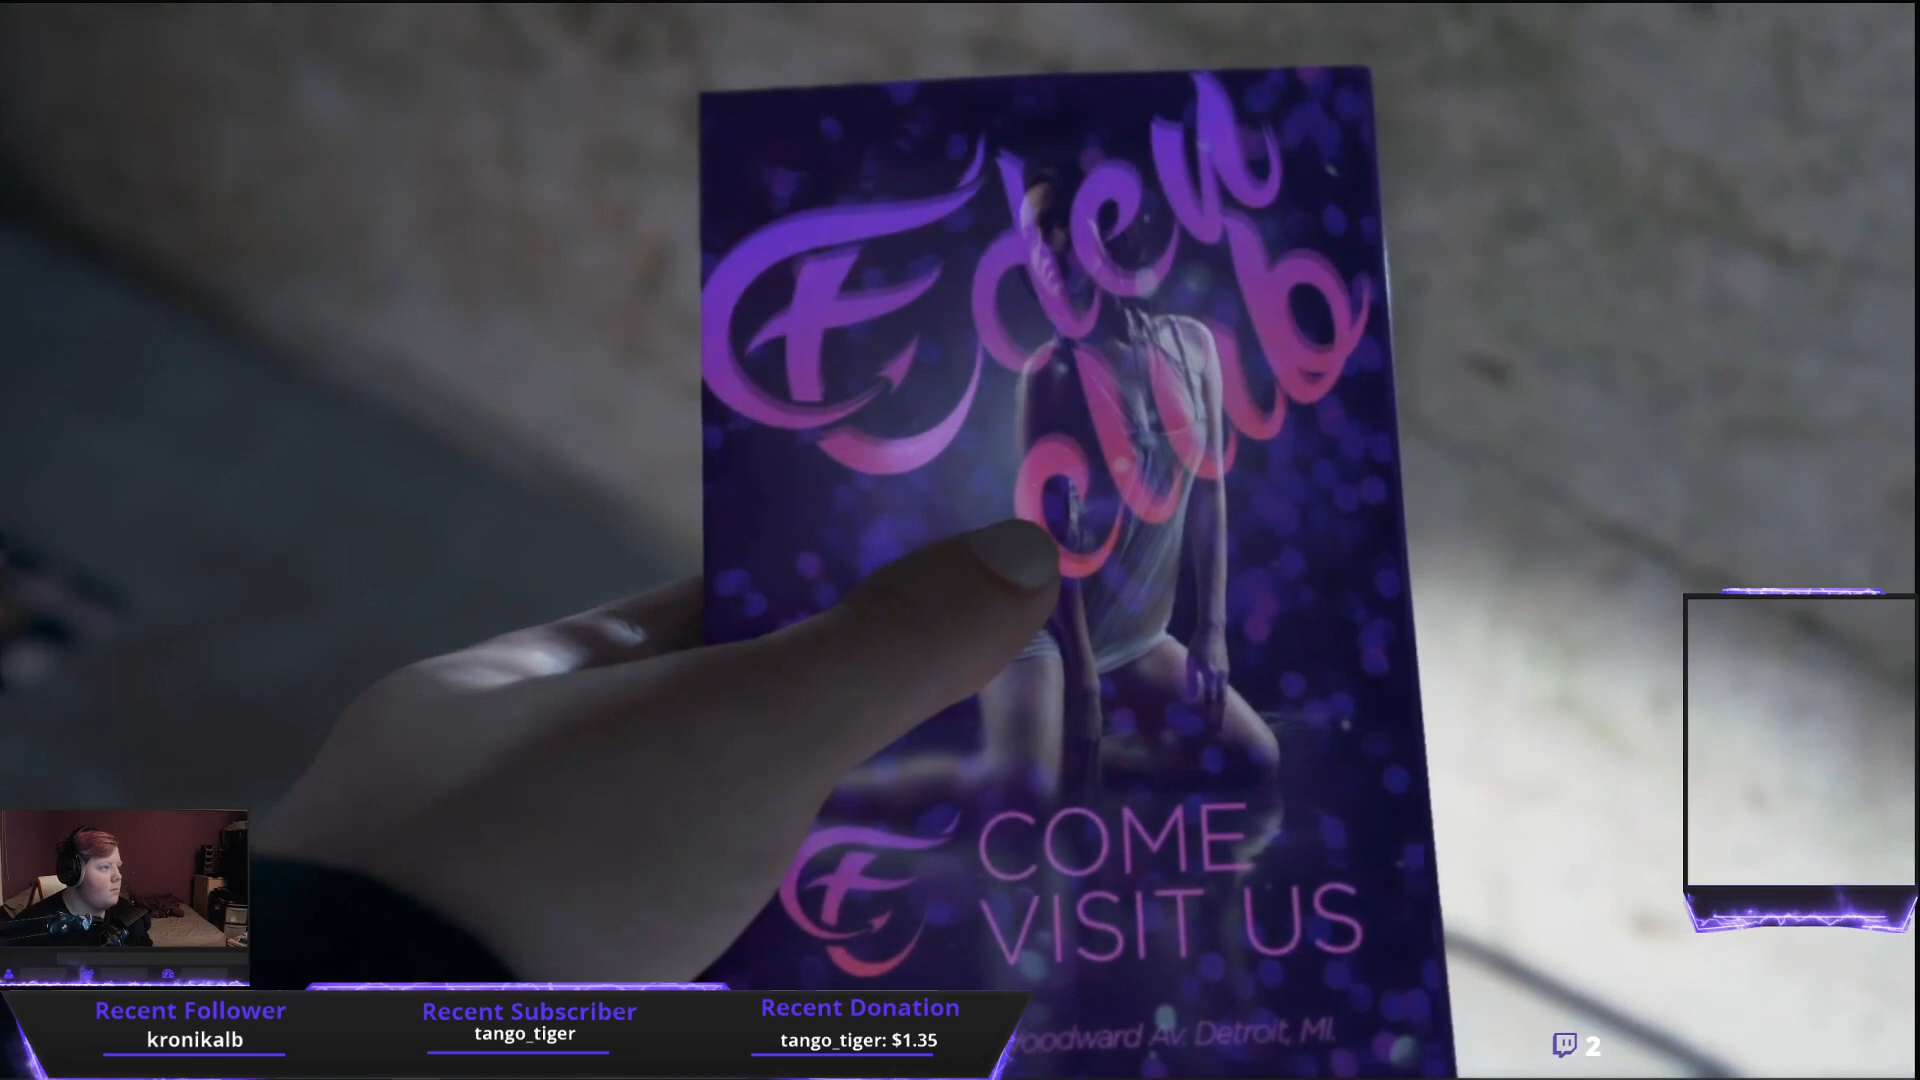 Eden
club
COME
VISIT US
Woodward Av. Detroit, MI.
Recent Follower
kronikalb
Recent Subscriber
tango_tiger
Recent Donation
tango_tiger: $1.35
2